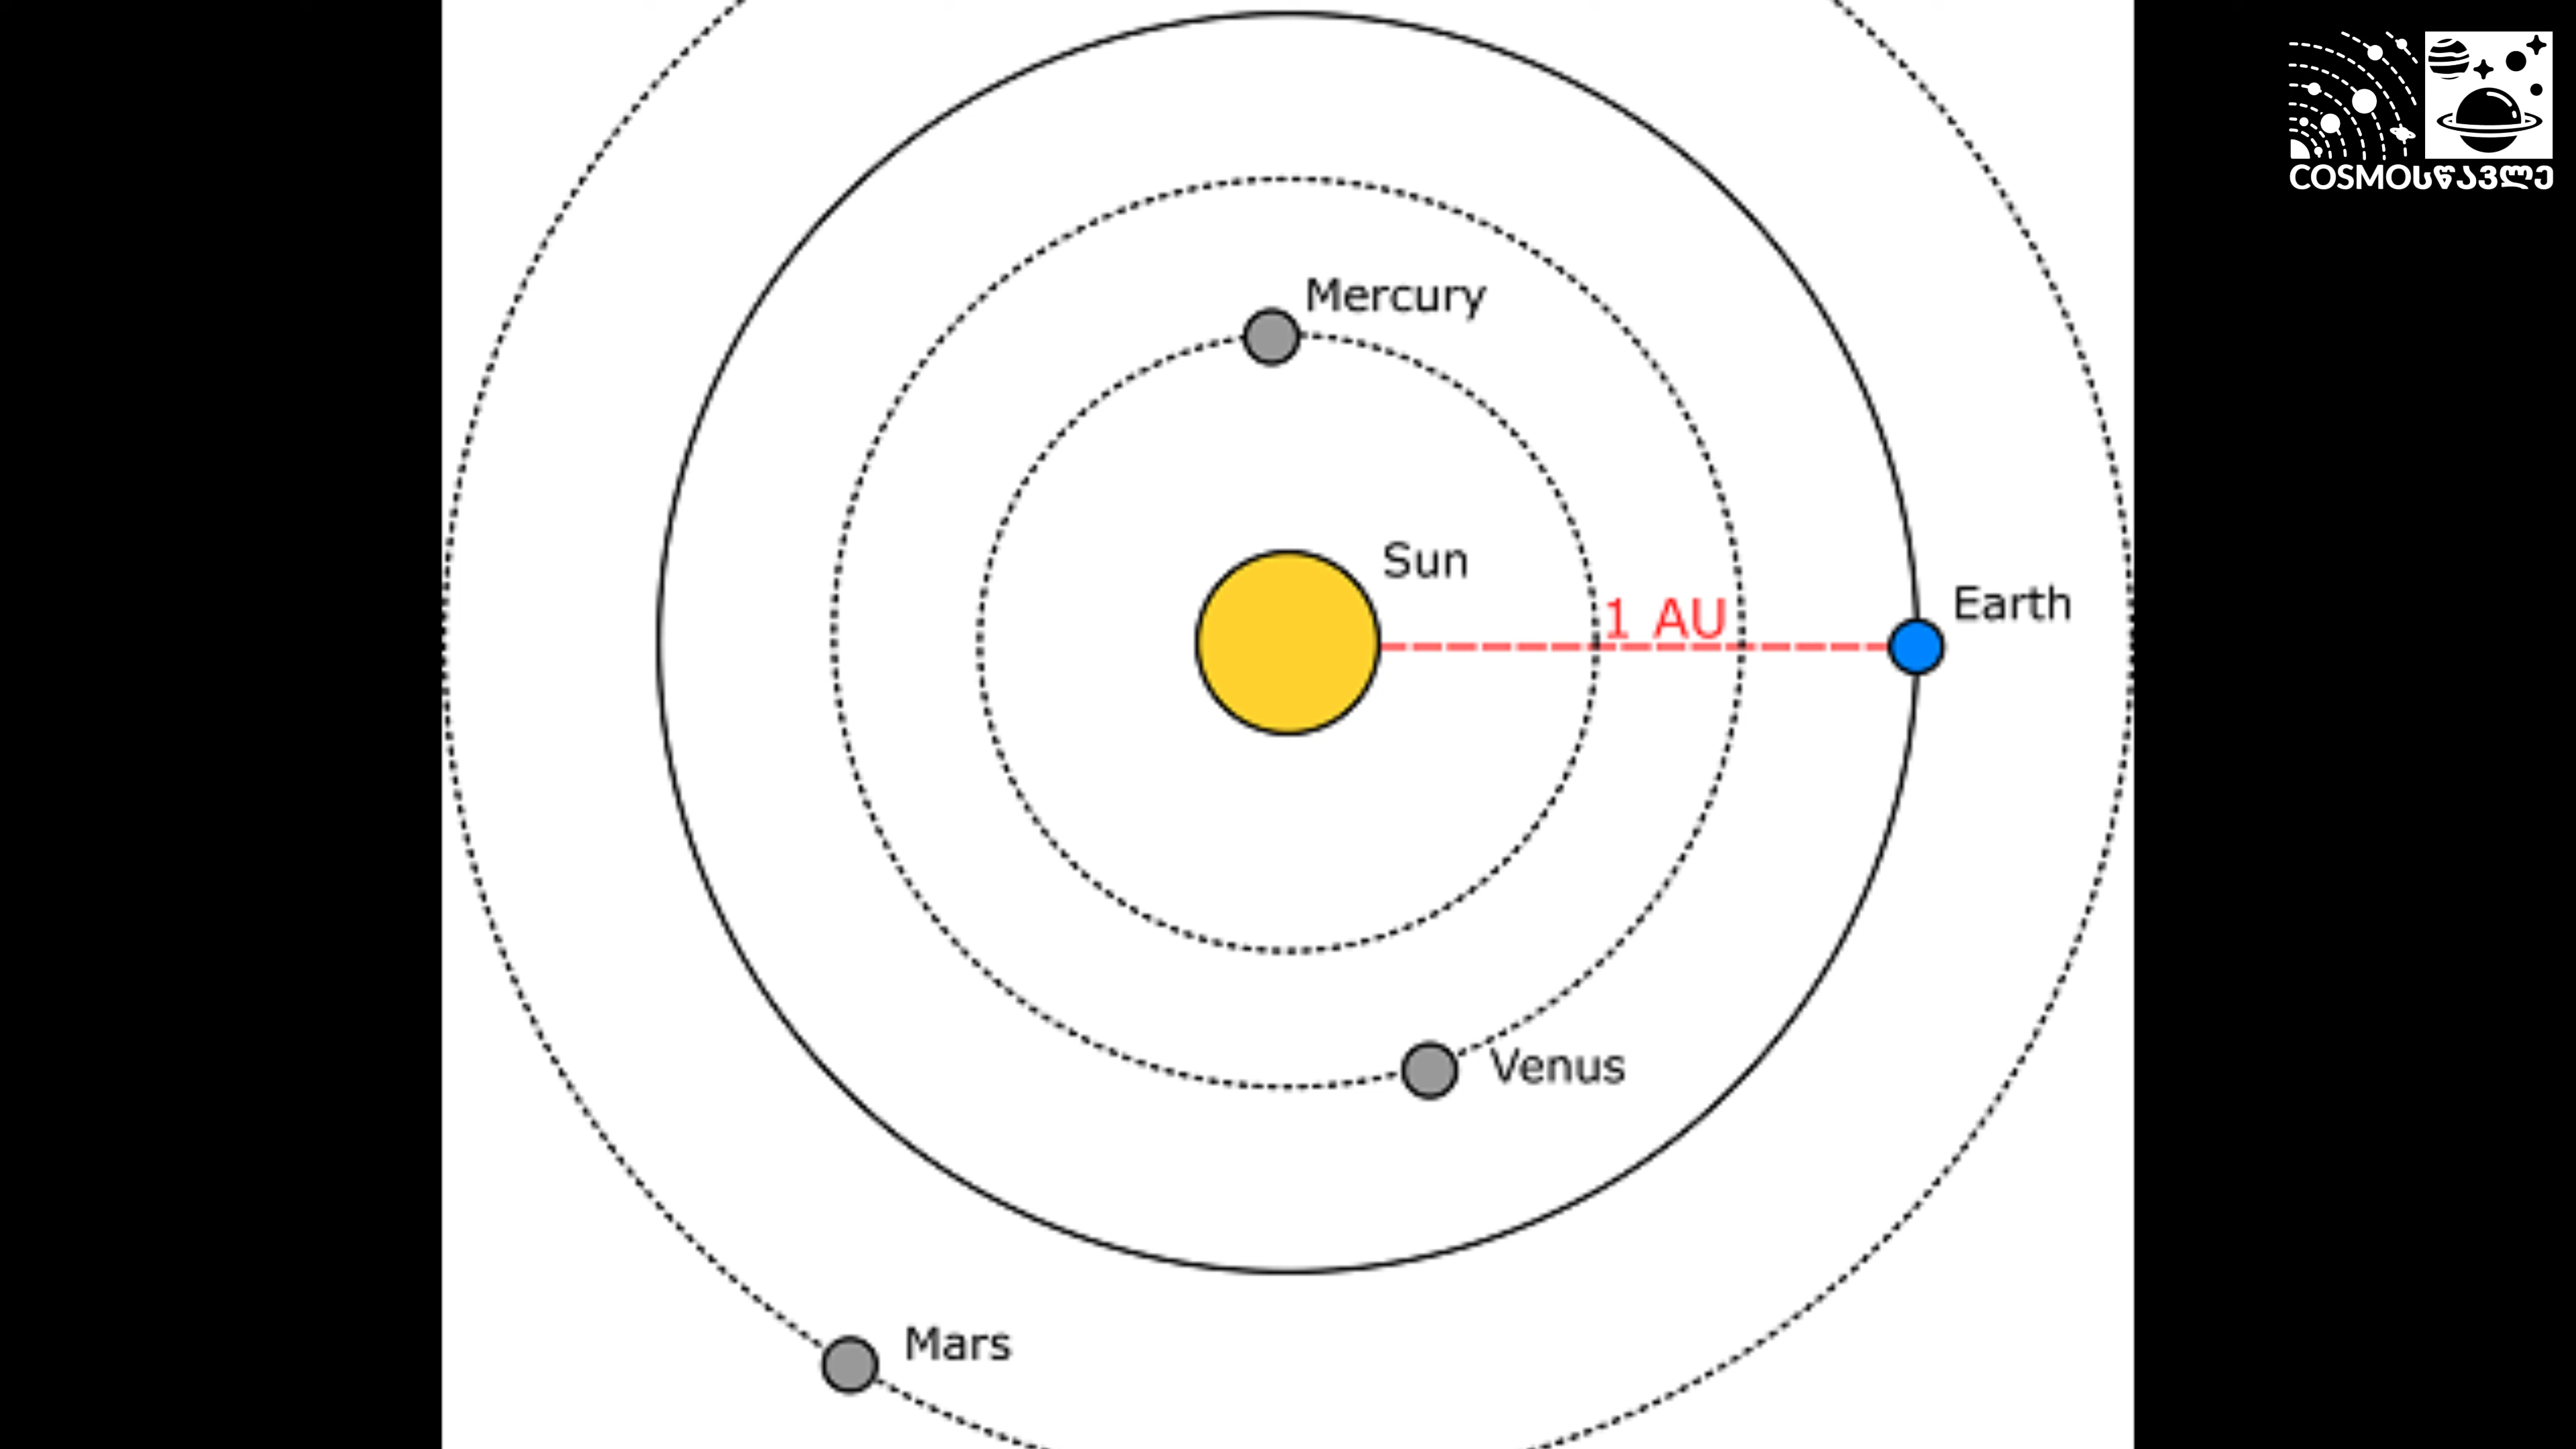 COSMOსწავლე
Mercury
Sun
1 AU
Earth
Venus
Mars